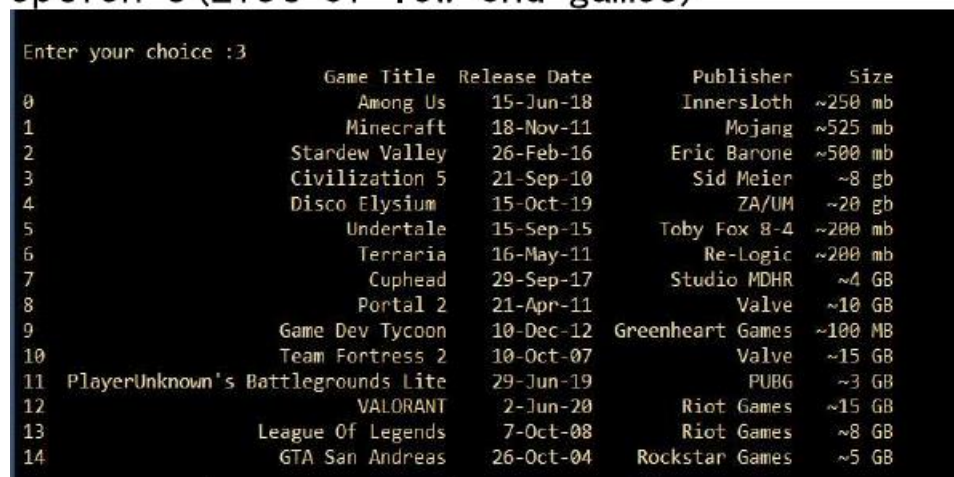 Enter your choice :3
Game Title Release Date Publisher Size
0 Among Us 15-Jun-18 Innersloth ~250 mb
1 Minecraft 18-Nov-11 Mojang ~525 mb
2 Stardew Valley 26-Feb-16 Eric Barone ~500 mb
3 Civilization 5 21-Sep-10 Sid Meier ~8 gb
4 Disco Elysium 15-Oct-19 ZA/UM ~20 gb
5 Undertale 15-Sep-15 Toby Fox 8-4 ~200 mb
6 Terraria 16-May-11 Re-Logic ~200 mb
7 Cuphead 29-Sep-17 Studio MDHR ~4 GB
8 Portal 2 21-Apr-11 Valve ~10 GB
9 Game Dev Tycoon 10-Dec-12 Greenheart Games ~100 MB
10 Team Fortress 2 10-Oct-07 Valve ~15 GB
11 PlayerUnknown's Battlegrounds Lite 29-Jun-19 PUBG ~3 GB
12 VALORANT 2-Jun-20 Riot Games ~15 GB
13 League Of Legends 7-Oct-08 Riot Games ~8 GB
14 GTA San Andreas 26-Oct-04 Rockstar Games ~5 GB